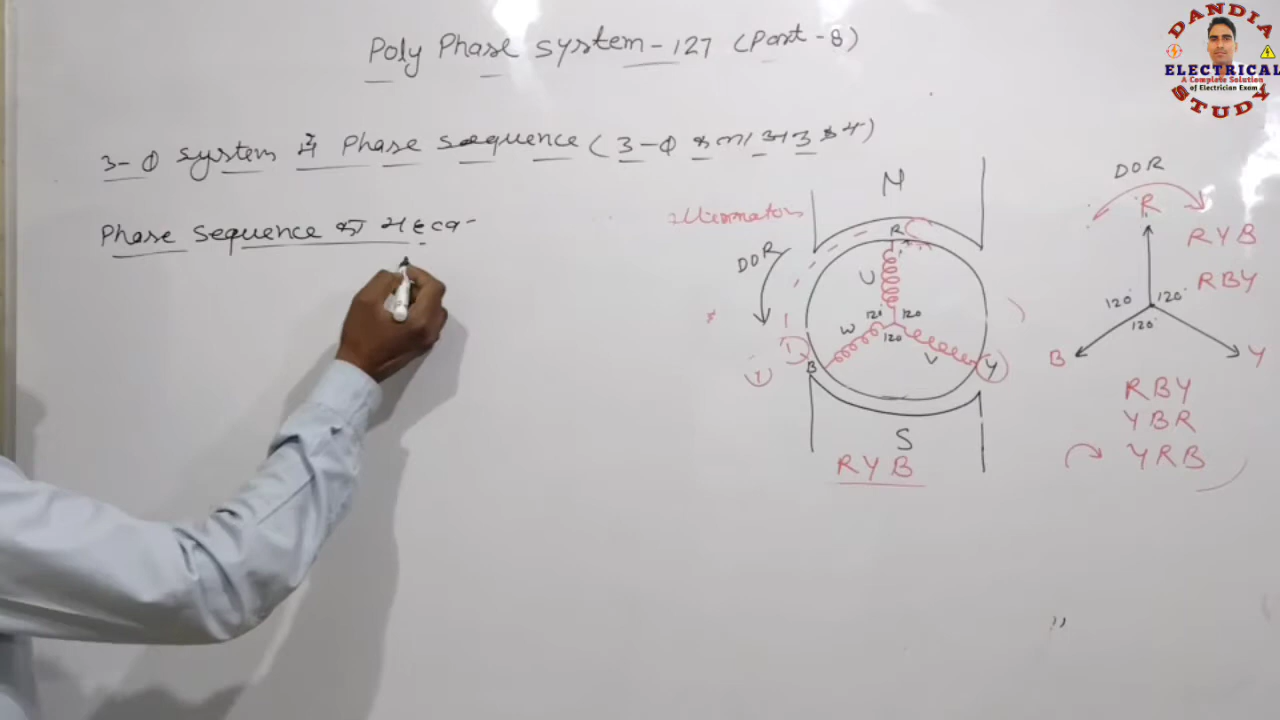 Poly Phase system-127 (Part-8)
3-Φ system में Phase sequence (3-Φ का अनुक्रम)
Phase sequence का महत्व
Alternator
DOR
N
R
U
120°
120
120
W
V
B
Y
S
RYB
DOR
R
RYB
RBY
120°
120°
120°
B
Y
RBY
YBR
YRB
DANDIA
ELECTRICAL
A Complete Solution
of Electrician Exam
STUDY